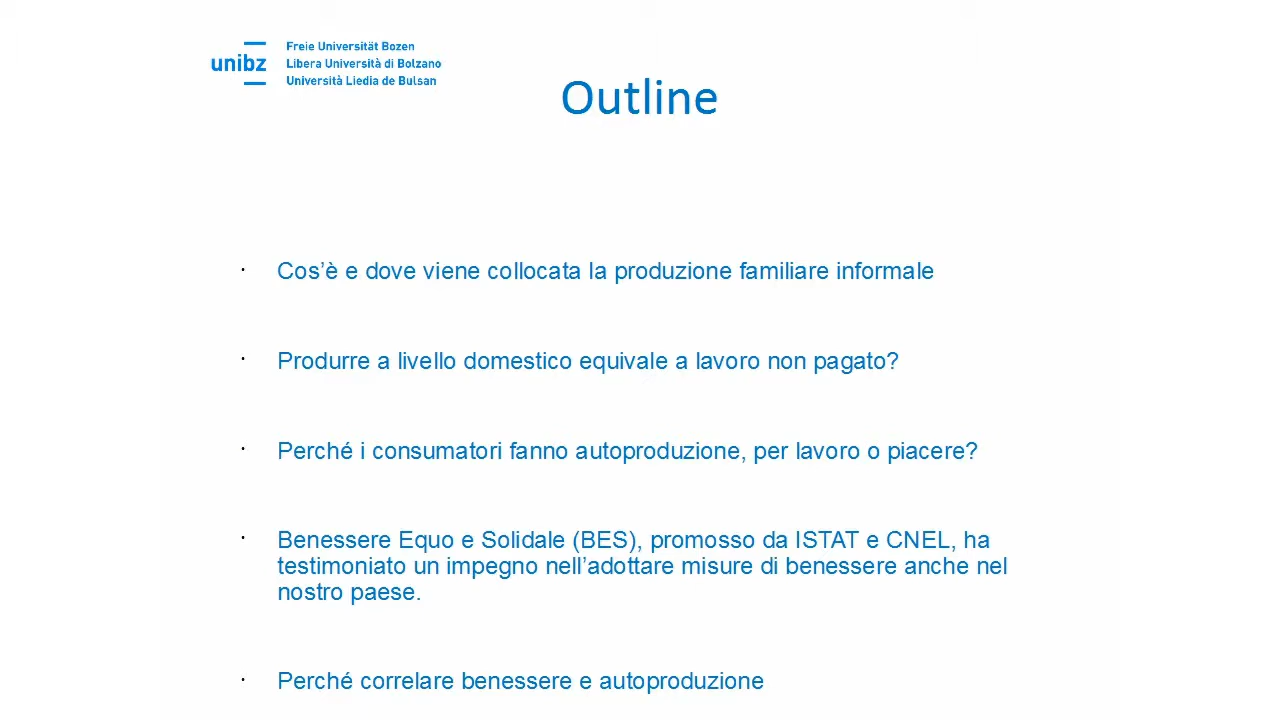 unibz
Freie Universität Bozen
Libera Università di Bolzano
Università Liedia de Bulsan
Outline
· Cos’è e dove viene collocata la produzione familiare informale
· Produrre a livello domestico equivale a lavoro non pagato?
· Perché i consumatori fanno autoproduzione, per lavoro o piacere?
· Benessere Equo e Solidale (BES), promosso da ISTAT e CNEL, ha
testimoniato un impegno nell’adottare misure di benessere anche nel
nostro paese.
· Perché correlare benessere e autoproduzione